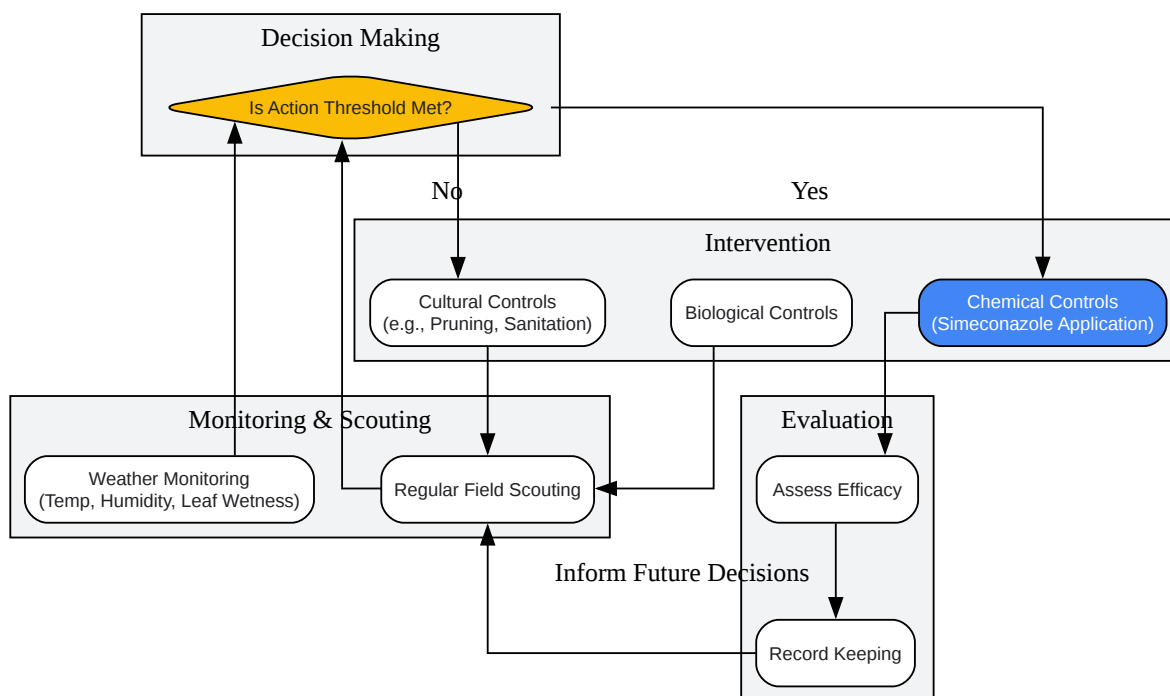 Decision Making
Is Action Threshold Met?
No
Yes
Intervention
Cultural Controls
(e.g., Pruning, Sanitation)
Biological Controls
Chemical Controls
(Simeconazole Application)
Monitoring & Scouting
Evaluation
Weather Monitoring
(Temp, Humidity, Leaf Wetness)
Regular Field Scouting
Assess Efficacy
Inform Future Decisions
Record Keeping